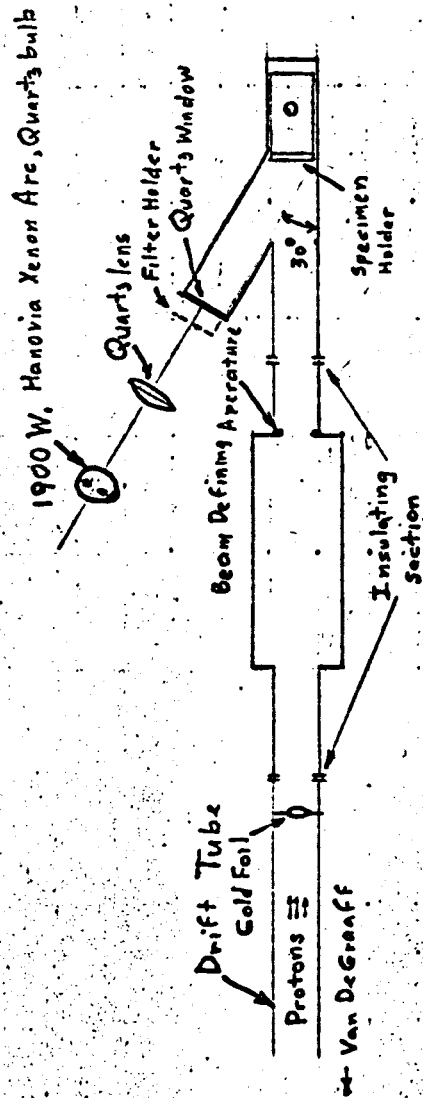 1900 W. Hanovia Xenon Arc, Quartz bulb
Quartz lens
Filter Holder
Quartz Window
Beam Defining Aperature
30°
Specimen
Holder
Insulating
Section
Drift Tube
Gold Foil
Protons
Van DeGraaff